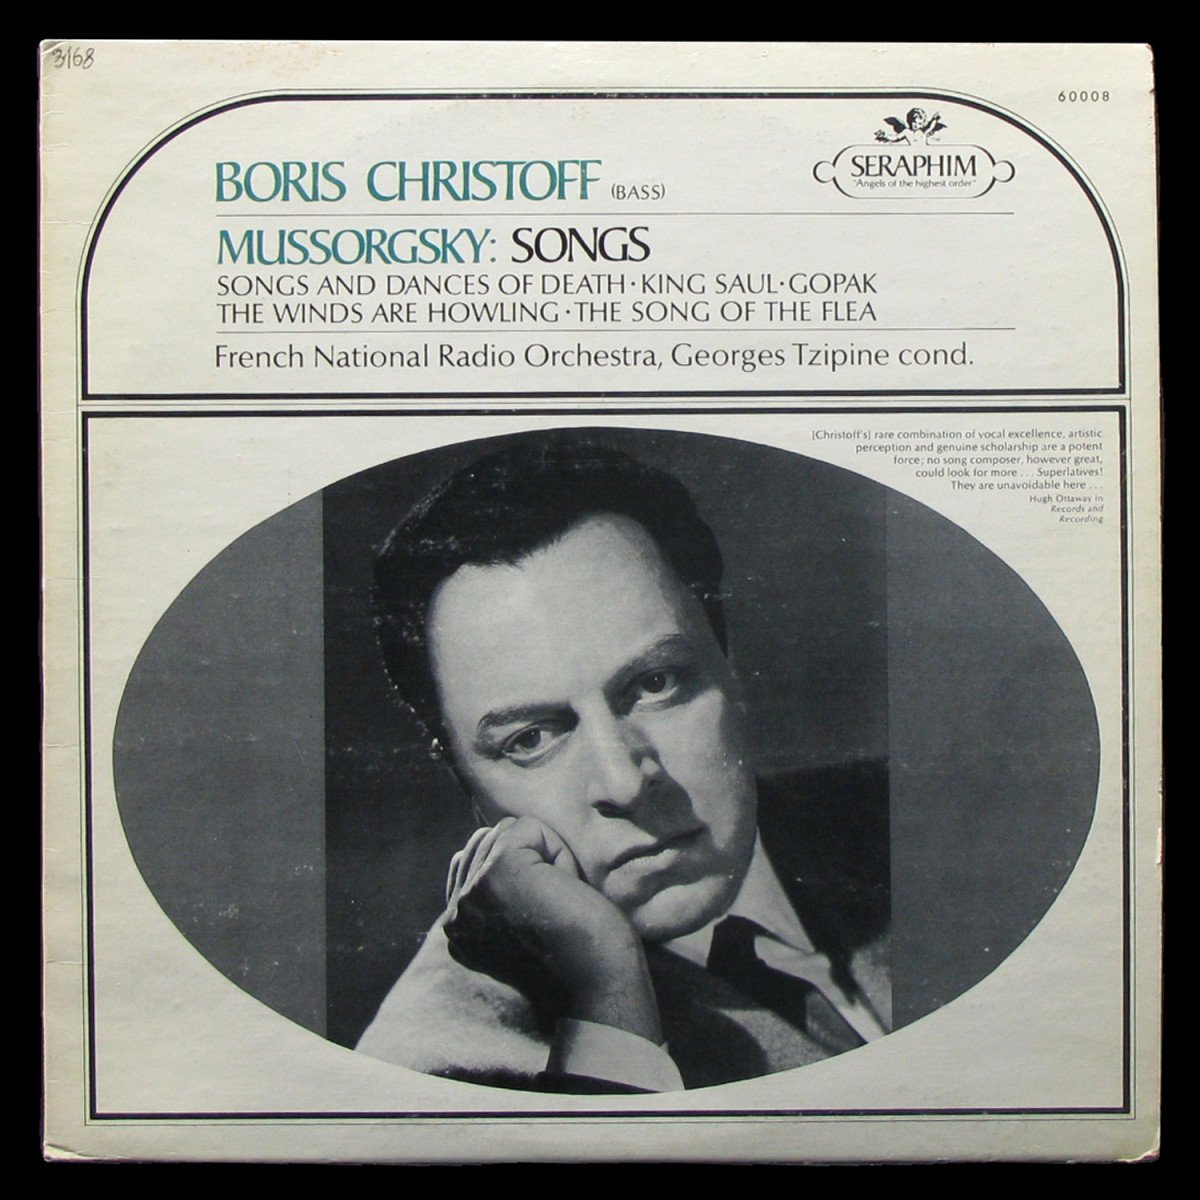 3168
60008
SERAPHIM
"Angels of the highest order"
BORIS CHRISTOFF (BASS)
MUSSORGSKY: SONGS
SONGS AND DANCES OF DEATH · KING SAUL · GOPAK
THE WINDS ARE HOWLING · THE SONG OF THE FLEA
French National Radio Orchestra, Georges Tzipine cond.
[Christoff's] rare combination of vocal excellence, artistic
perception and genuine scholarship are a potent
force; no song composer, however great,
could look for more . . . Superlatives!
They are unavoidable here . . .
Hugh Ottaway in
Records and
Recording